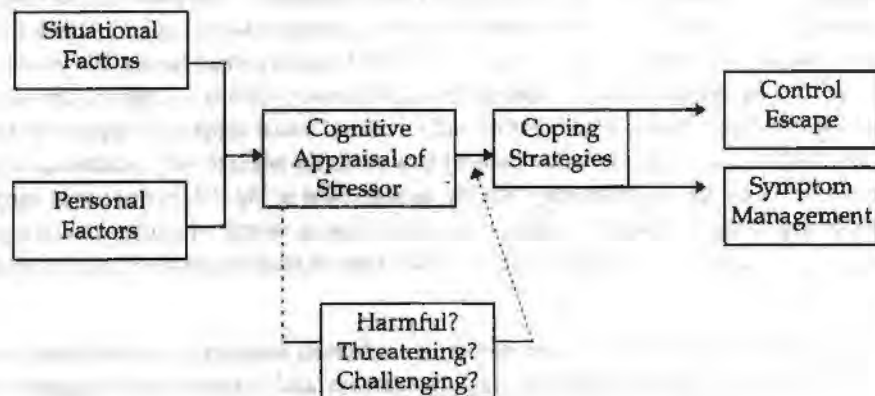 Situational
Factors
Personal
Factors
Cognitive
Appraisal of
Stressor
Coping
Strategies
Control
Escape
Symptom
Management
Harmful?
Threatening?
Challenging?